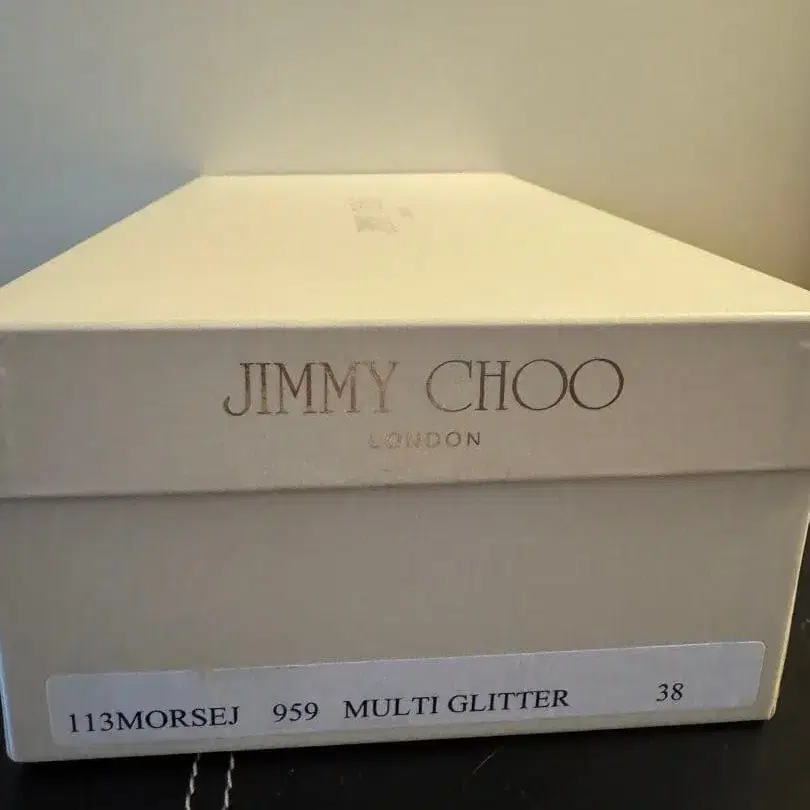 JIMMY CHOO
LONDON
113MORSEJ 959 MULTI GLITTER 38